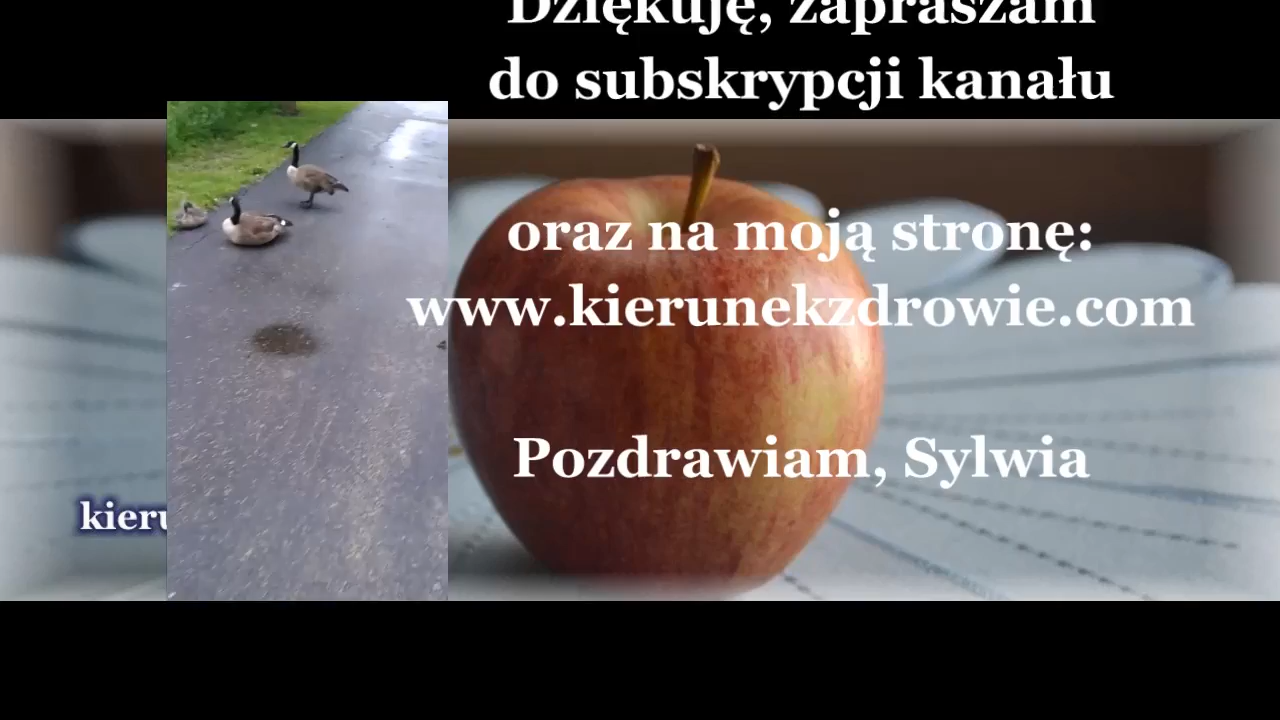 Dziękuję, zapraszam
do subskrypcji kanału
oraz na moją stronę:
www.kierunekzdrowie.com
Pozdrawiam, Sylwia